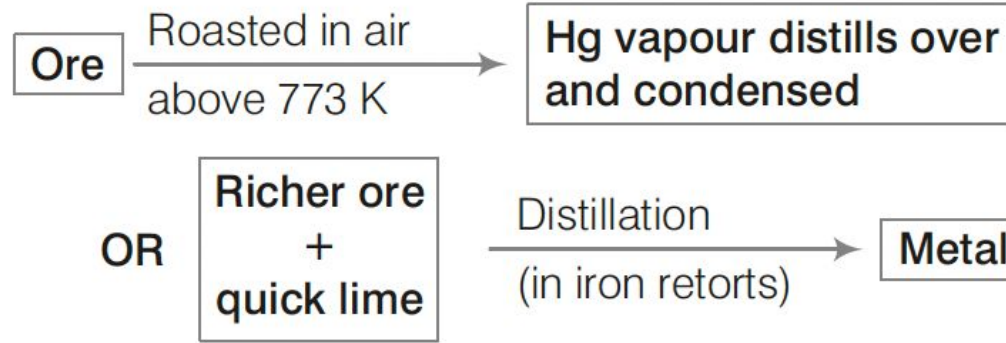 Ore
Roasted in air
above 773 K
Hg vapour distills over
and condensed
OR
Richer ore
+
quick lime
Distillation
(in iron retorts)
Metal